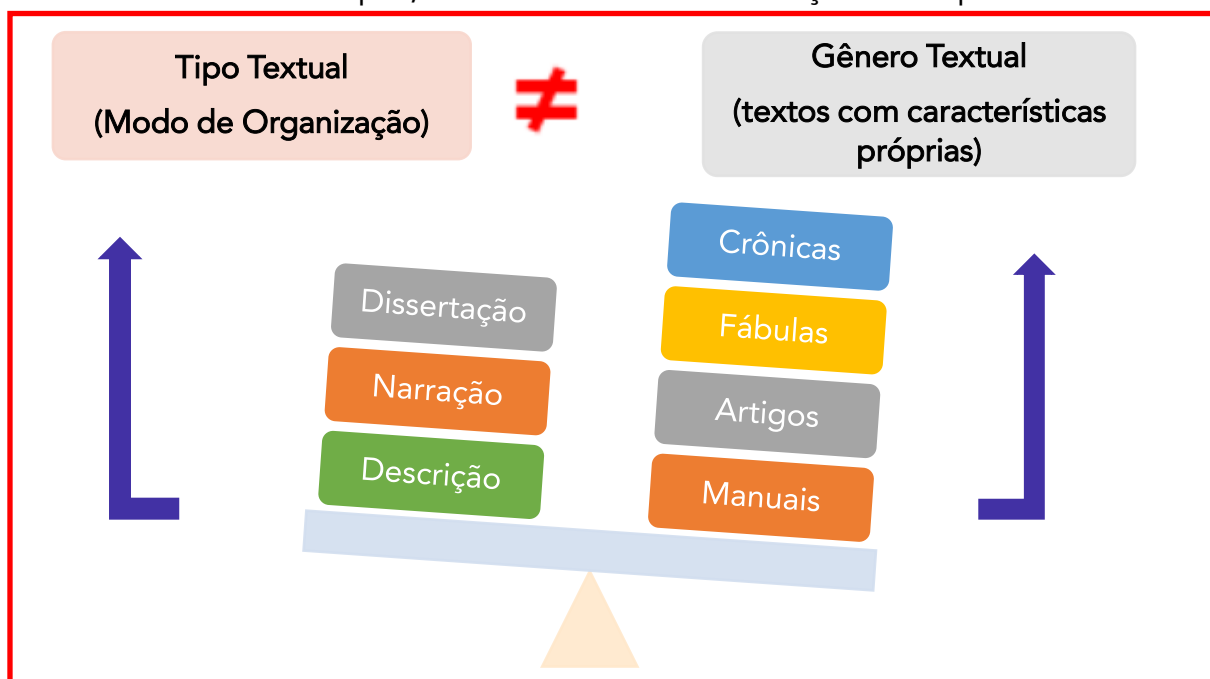 Tipo Textual
(Modo de Organização)
≠
Gênero Textual
(textos com características
próprias)
Dissertação
Narração
Descrição
Crônicas
Fábulas
Artigos
Manuais